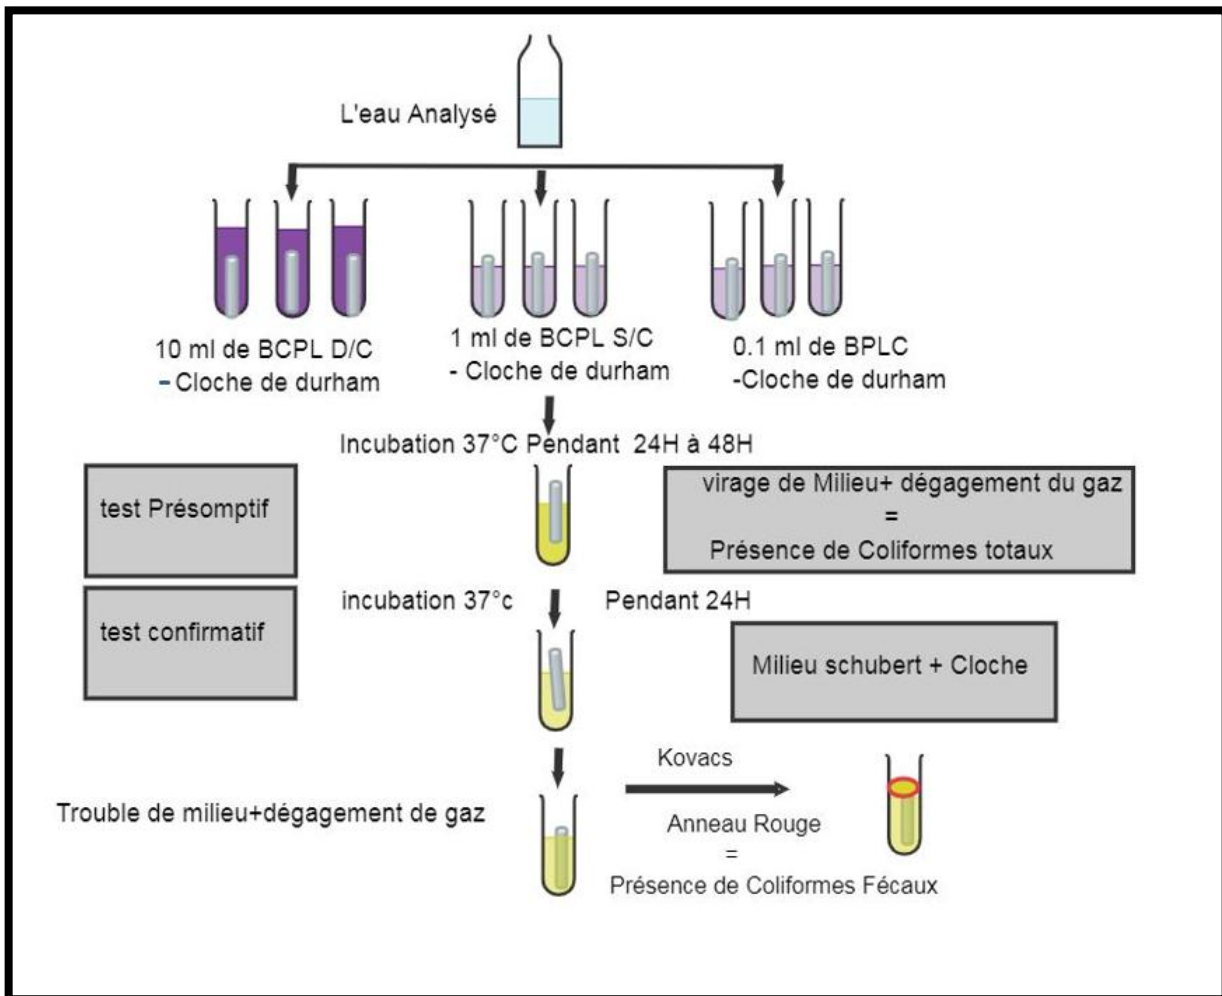 L'eau Analysé
10 ml de BCPL D/C
- Cloche de durham
1 ml de BCPL S/C
- Cloche de durham
0.1 ml de BPLC
-Cloche de durham
Incubation 37°C Pendant 24H à 48H
test Présomptif
virage de Milieu+ dégagement du gaz
=
Présence de Coliformes totaux
incubation 37°c Pendant 24H
test confirmatif
Milieu schubert + Cloche
Trouble de milieu+dégagement de gaz
Kovacs
Anneau Rouge
=
Présence de Coliformes Fécaux